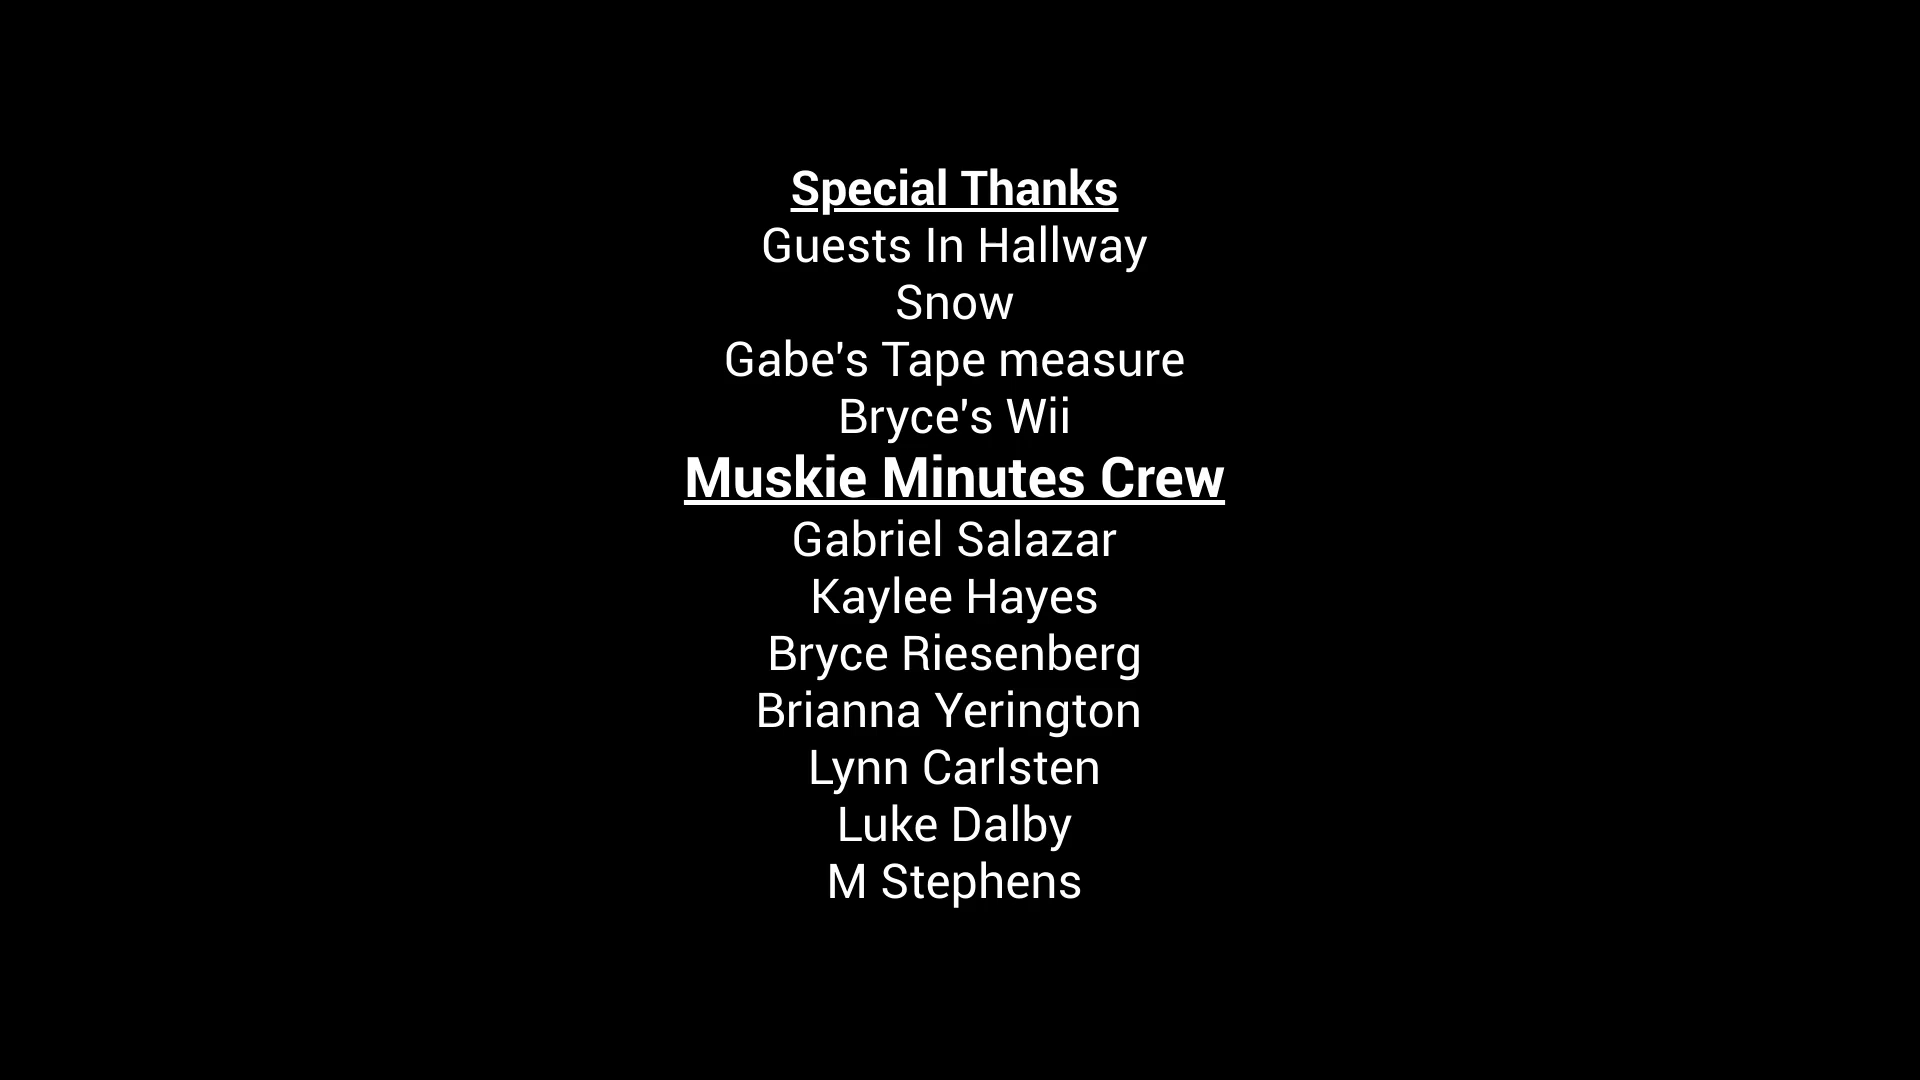 Special Thanks
Guests In Hallway
Snow
Gabe's Tape measure
Bryce's Wii
Muskie Minutes Crew
Gabriel Salazar
Kaylee Hayes
Bryce Riesenberg
Brianna Yerington
Lynn Carlsten
Luke Dalby
M Stephens